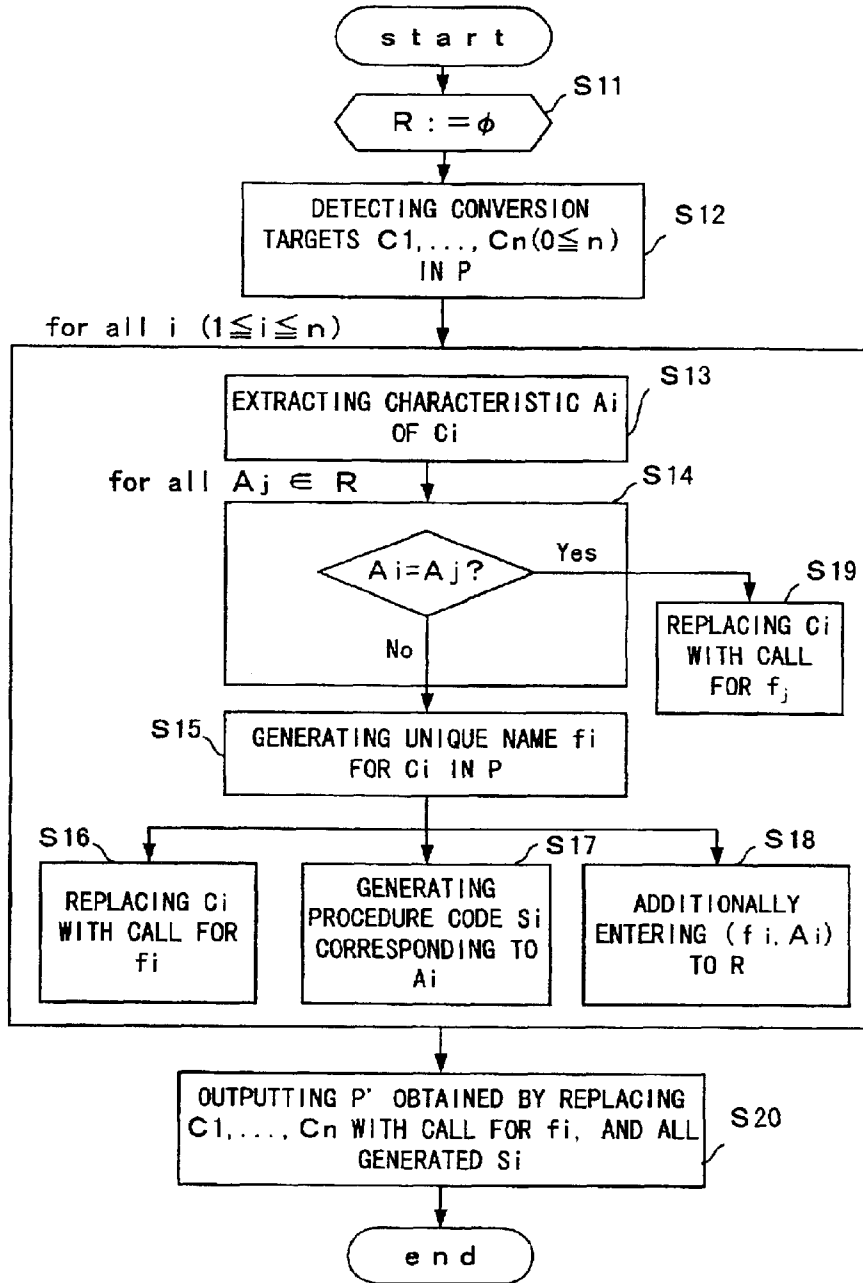 start
S11
R:=φ
DETECTING CONVERSION
TARGETS C1,..., Cn(0≦n)
IN P
S12
for all i (1≦i≦n)
S13
EXTRACTING CHARACTERISTIC Ai
OF Ci
for all Aj ∈ R
S14
Ai=Aj?
Yes
No
S19
REPLACING Ci
WITH CALL
FOR fj
S15
GENERATING UNIQUE NAME fi
FOR Ci IN P
S16
REPLACING Ci
WITH CALL FOR
fi
S17
GENERATING
PROCEDURE CODE Si
CORRESPONDING TO
Ai
S18
ADDITIONALLY
ENTERING (fi, Ai)
TO R
OUTPUTTING P' OBTAINED BY REPLACING
C1,..., Cn WITH CALL FOR fi, AND ALL
GENERATED Si
S20
end